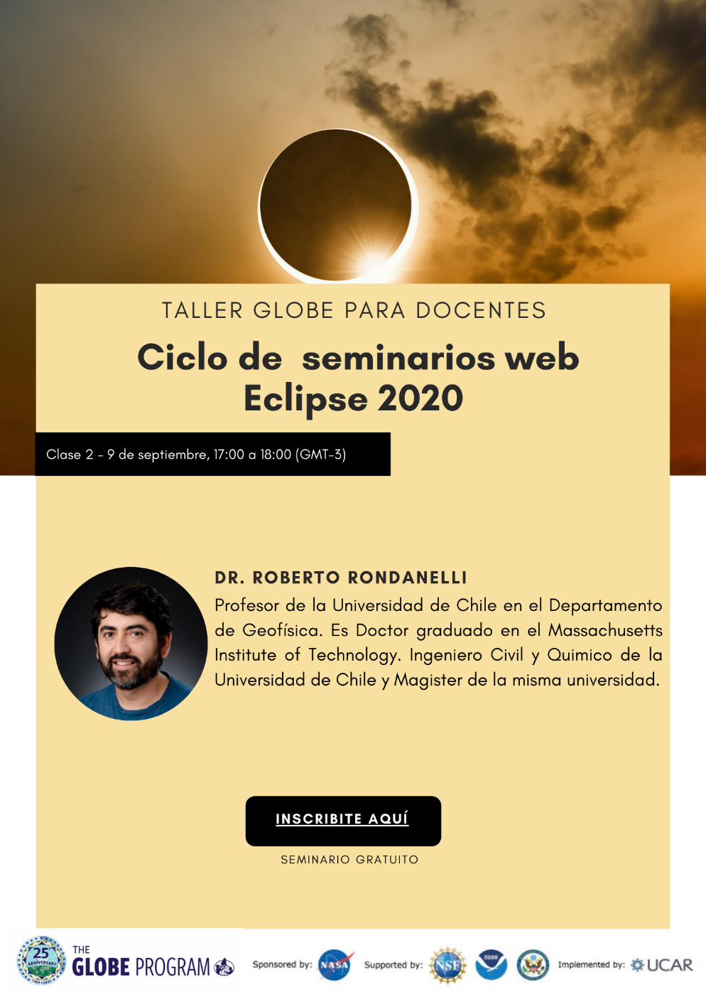 TALLER GLOBE PARA DOCENTES
Ciclo de seminarios web
Eclipse 2020
Clase 2 - 9 de septiembre, 17:00 a 18:00 (GMT-3)
DR. ROBERTO RONDANELLI
Profesor de la Universidad de Chile en el Departamento
de Geofísica. Es Doctor graduado en el Massachusetts
Institute of Technology. Ingeniero Civil y Quimico de la
Universidad de Chile y Magister de la misma universidad.
INSCRIBITE AQUÍ
SEMINARIO GRATUITO
25th
ANNIVERSARY
1995-2020
THE
GLOBE PROGRAM
Sponsored by:
NASA
Supported by:
NSF
NOAA
Implemented by:
UCAR